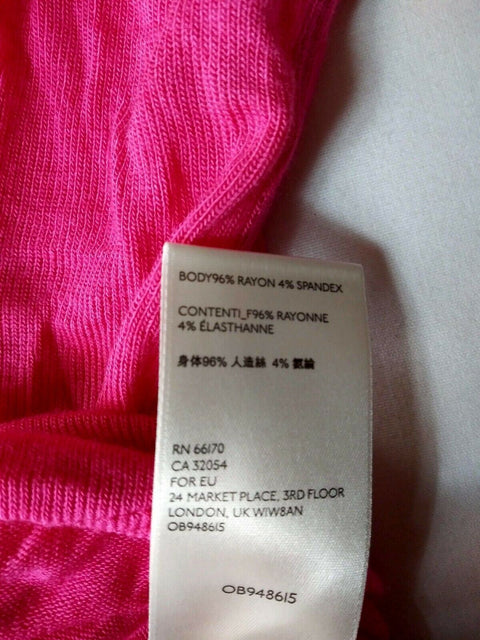 BODY96% RAYON 4% SPANDEX
CONTENTI_F96% RAYONNE
4% ÉLASTHANNE
身体96% 人造絲 4% 氨綸
RN 66170
CA 32054
FOR EU
24 MARKET PLACE, 3RD FLOOR
LONDON, UK W1W8AN
OB948615
OB948615